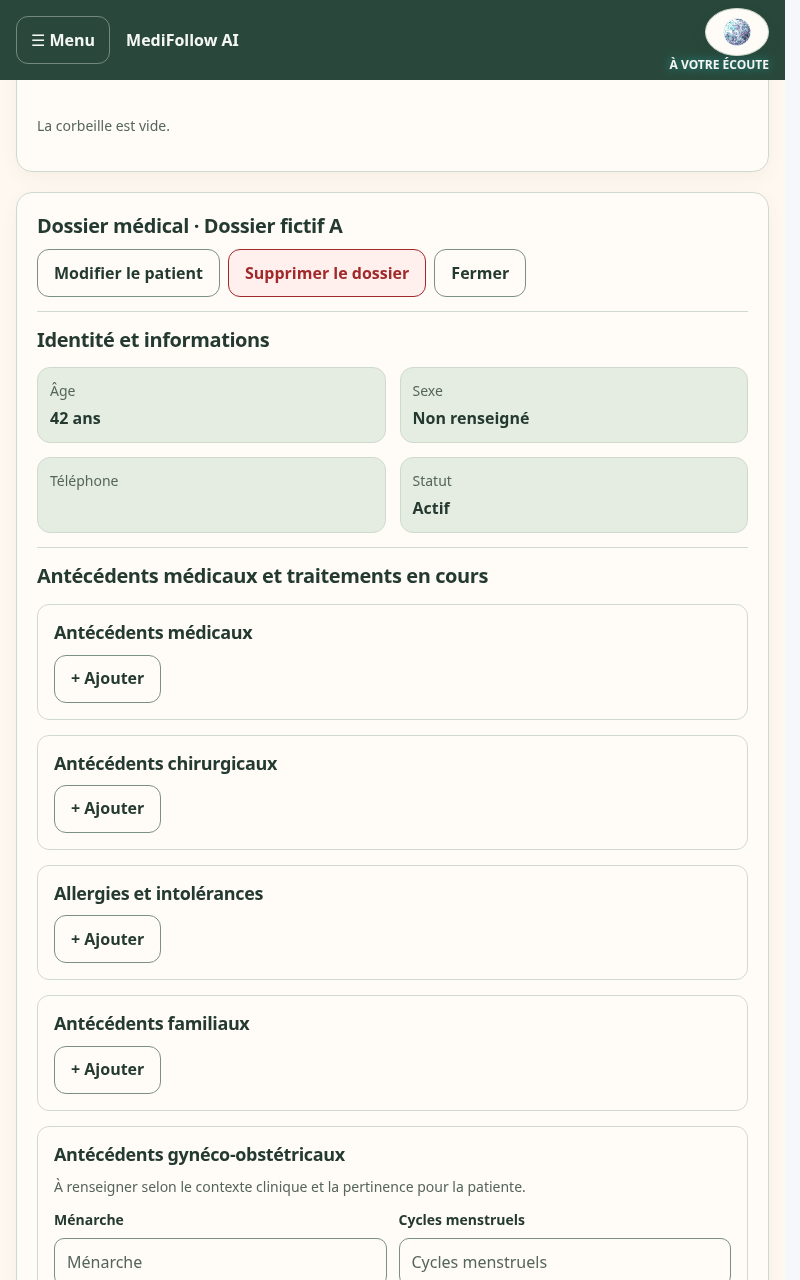 ☰ Menu
MediFollow AI
À VOTRE ÉCOUTE
La corbeille est vide.
Dossier médical · Dossier fictif A
Modifier le patient
Supprimer le dossier
Fermer
Identité et informations
Âge
42 ans
Sexe
Non renseigné
Téléphone
Statut
Actif
Antécédents médicaux et traitements en cours
Antécédents médicaux
+ Ajouter
Antécédents chirurgicaux
+ Ajouter
Allergies et intolérances
+ Ajouter
Antécédents familiaux
+ Ajouter
Antécédents gynéco-obstétricaux
À renseigner selon le contexte clinique et la pertinence pour la patiente.
Ménarche
Cycles menstruels
Ménarche
Cycles menstruels